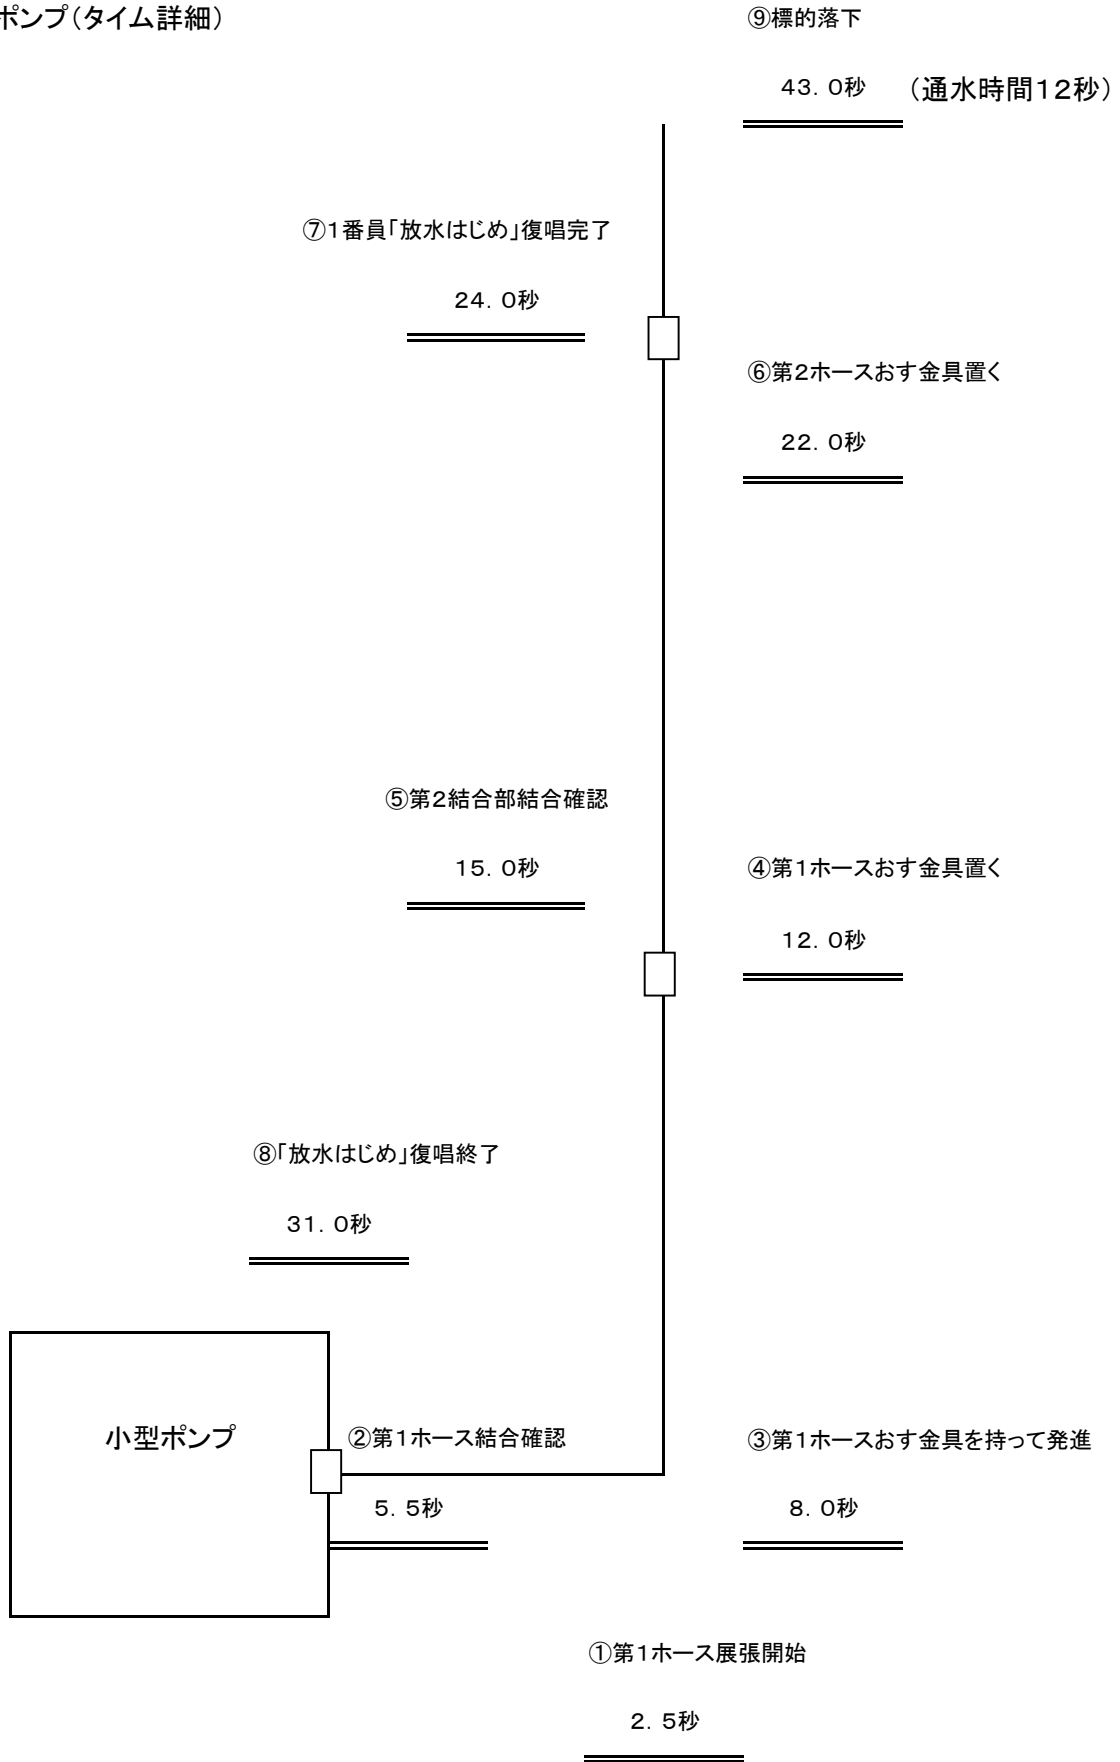 ポンプ（タイム詳細）
⑨標的落下
43．0秒 （通水時間12秒）
⑦1番員「放水はじめ」復唱完了
24．0秒
⑥第2ホースおす金具置く
22．0秒
⑤第2結合部結合確認
15．0秒
④第1ホースおす金具置く
12．0秒
⑧「放水はじめ」復唱終了
31．0秒
小型ポンプ
②第1ホース結合確認
③第1ホースおす金具を持って発進
5．5秒
8．0秒
①第1ホース展張開始
2．5秒